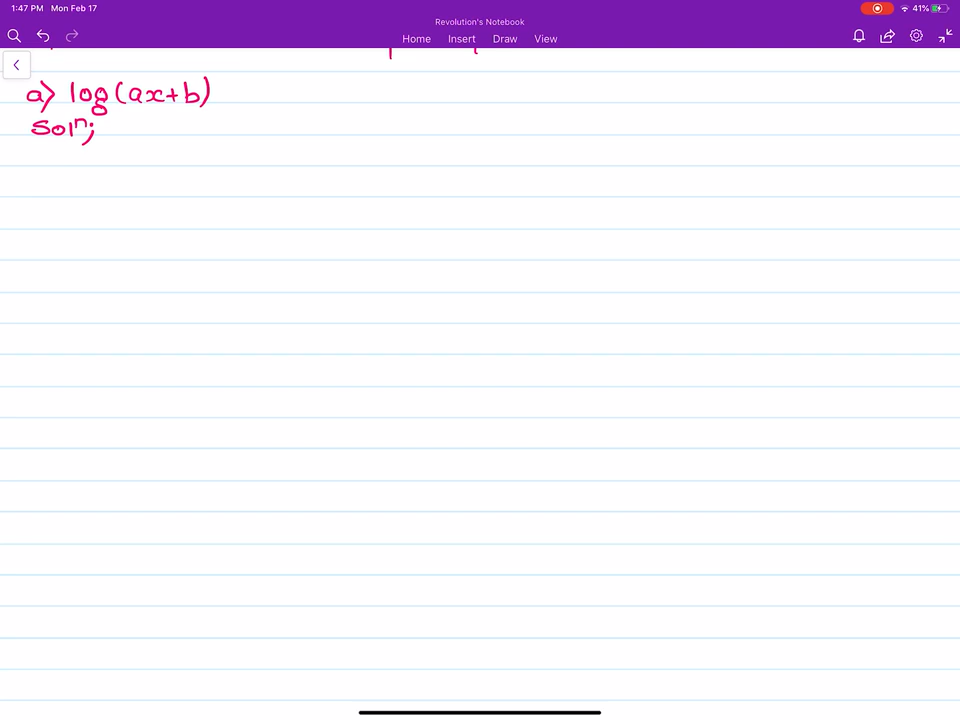 1:47 PM Mon Feb 17
41%
Revolution's Notebook
Home Insert Draw View
a) log(ax+b)
Solⁿ;